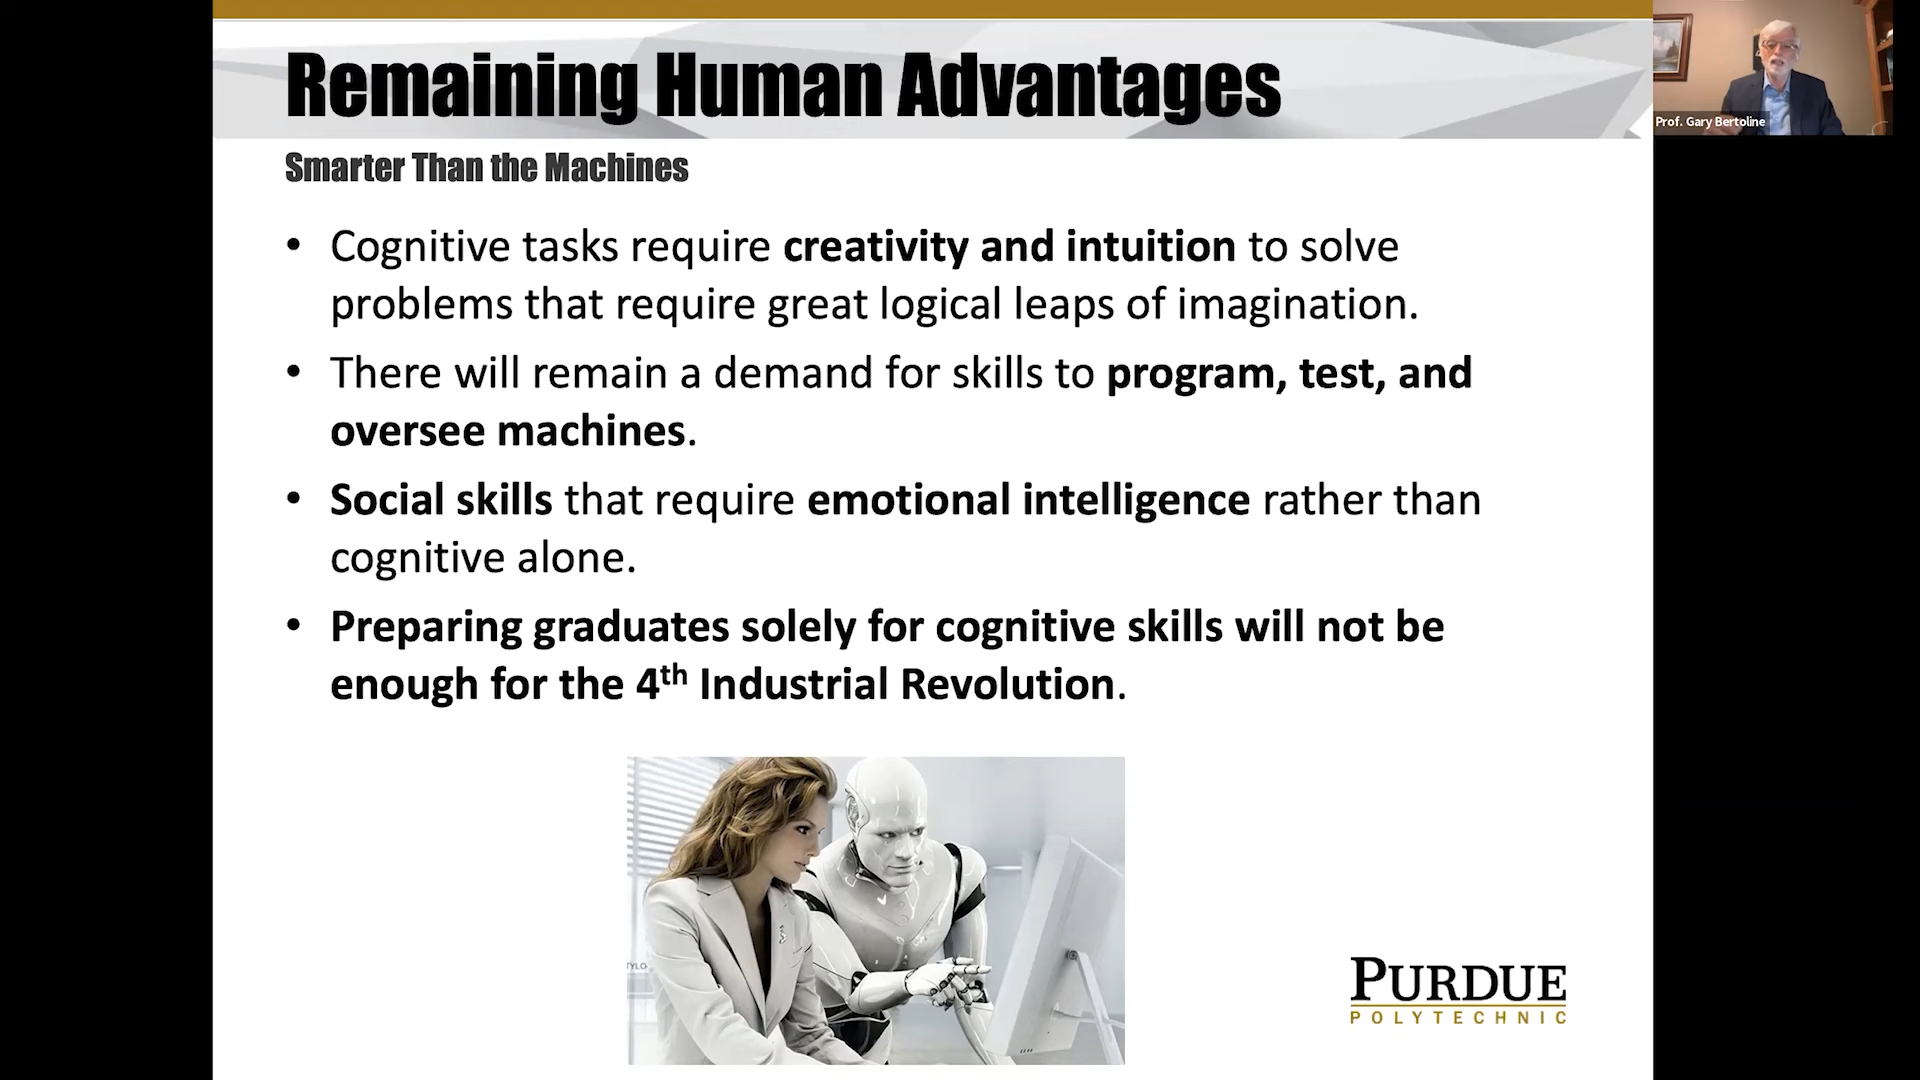 Remaining Human Advantages
Prof. Gary Bertoline
Smarter Than the Machines
• Cognitive tasks require creativity and intuition to solve
problems that require great logical leaps of imagination.
• There will remain a demand for skills to program, test, and
oversee machines.
• Social skills that require emotional intelligence rather than
cognitive alone.
• Preparing graduates solely for cognitive skills will not be
enough for the 4th Industrial Revolution.
PURDUE
POLYTECHNIC